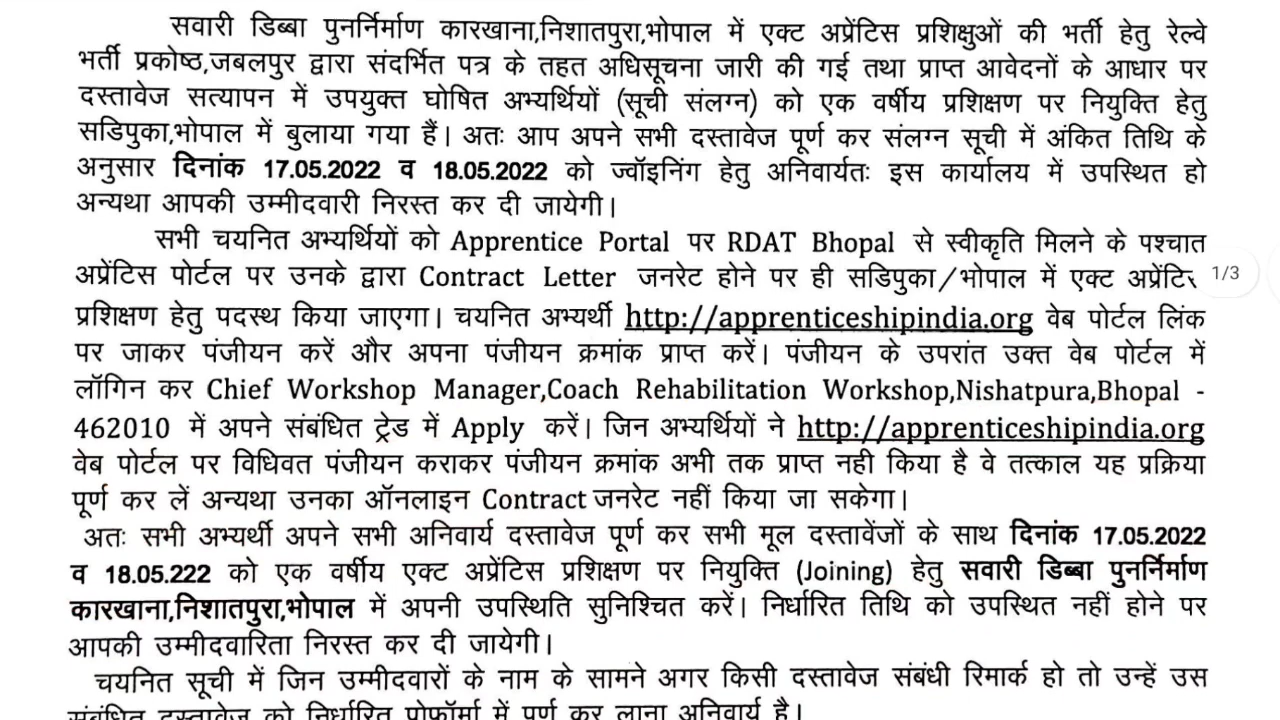 सवारी डिब्बा पुनर्निर्माण कारखाना,निशातपुरा,भोपाल में एक्ट अप्रेंटिस प्रशिक्षुओं की भर्ती हेतु रेल्वे
भर्ती प्रकोष्ठ,जबलपुर द्वारा संदर्भित पत्र के तहत अधिसूचना जारी की गई तथा प्राप्त आवेदनों के आधार पर
दस्तावेज सत्यापन में उपयुक्त घोषित अभ्यर्थियों (सूची संलग्न) को एक वर्षीय प्रशिक्षण पर नियुक्ति हेतु
सडिपुका,भोपाल में बुलाया गया हैं। अतः आप अपने सभी दस्तावेज पूर्ण कर संलग्न सूची में अंकित तिथि के
अनुसार दिनांक 17.05.2022 व 18.05.2022 को ज्वॉइनिंग हेतु अनिवार्यतः इस कार्यालय में उपस्थित हो
अन्यथा आपकी उम्मीदवारी निरस्त कर दी जायेगी।
सभी चयनित अभ्यर्थियों को Apprentice Portal पर RDAT Bhopal से स्वीकृति मिलने के पश्चात
अप्रेंटिस पोर्टल पर उनके द्वारा Contract Letter जनरेट होने पर ही सडिपुका/भोपाल में एक्ट अप्रेंटिस
1/3
प्रशिक्षण हेतु पदस्थ किया जाएगा। चयनित अभ्यर्थी http://apprenticeshipindia.org वेब पोर्टल लिंक
पर जाकर पंजीयन करें और अपना पंजीयन क्रमांक प्राप्त करें। पंजीयन के उपरांत उक्त वेब पोर्टल में
लॉगिन कर Chief Workshop Manager,Coach Rehabilitation Workshop,Nishatpura,Bhopal -
462010 में अपने संबंधित ट्रेड में Apply करें। जिन अभ्यर्थियों ने http://apprenticeshipindia.org
वेब पोर्टल पर विधिवत पंजीयन कराकर पंजीयन क्रमांक अभी तक प्राप्त नही किया है वे तत्काल यह प्रक्रिया
पूर्ण कर लें अन्यथा उनका ऑनलाइन Contract जनरेट नहीं किया जा सकेगा।
अतः सभी अभ्यर्थी अपने सभी अनिवार्य दस्तावेज पूर्ण कर सभी मूल दस्तावेंजों के साथ दिनांक 17.05.2022
व 18.05.222 को एक वर्षीय एक्ट अप्रेंटिस प्रशिक्षण पर नियुक्ति (Joining) हेतु सवारी डिब्बा पुनर्निर्माण
कारखाना,निशातपुरा,भोपाल में अपनी उपस्थिति सुनिश्चित करें। निर्धारित तिथि को उपस्थित नहीं होने पर
आपकी उम्मीदवारिता निरस्त कर दी जायेगी।
चयनित सूची में जिन उम्मीदवारों के नाम के सामने अगर किसी दस्तावेज संबंधी रिमार्क हो तो उन्हें उस
संबंधित दस्तावेज को निर्धारित प्रोफॉर्मा में पूर्ण कर लाना अनिवार्य है।